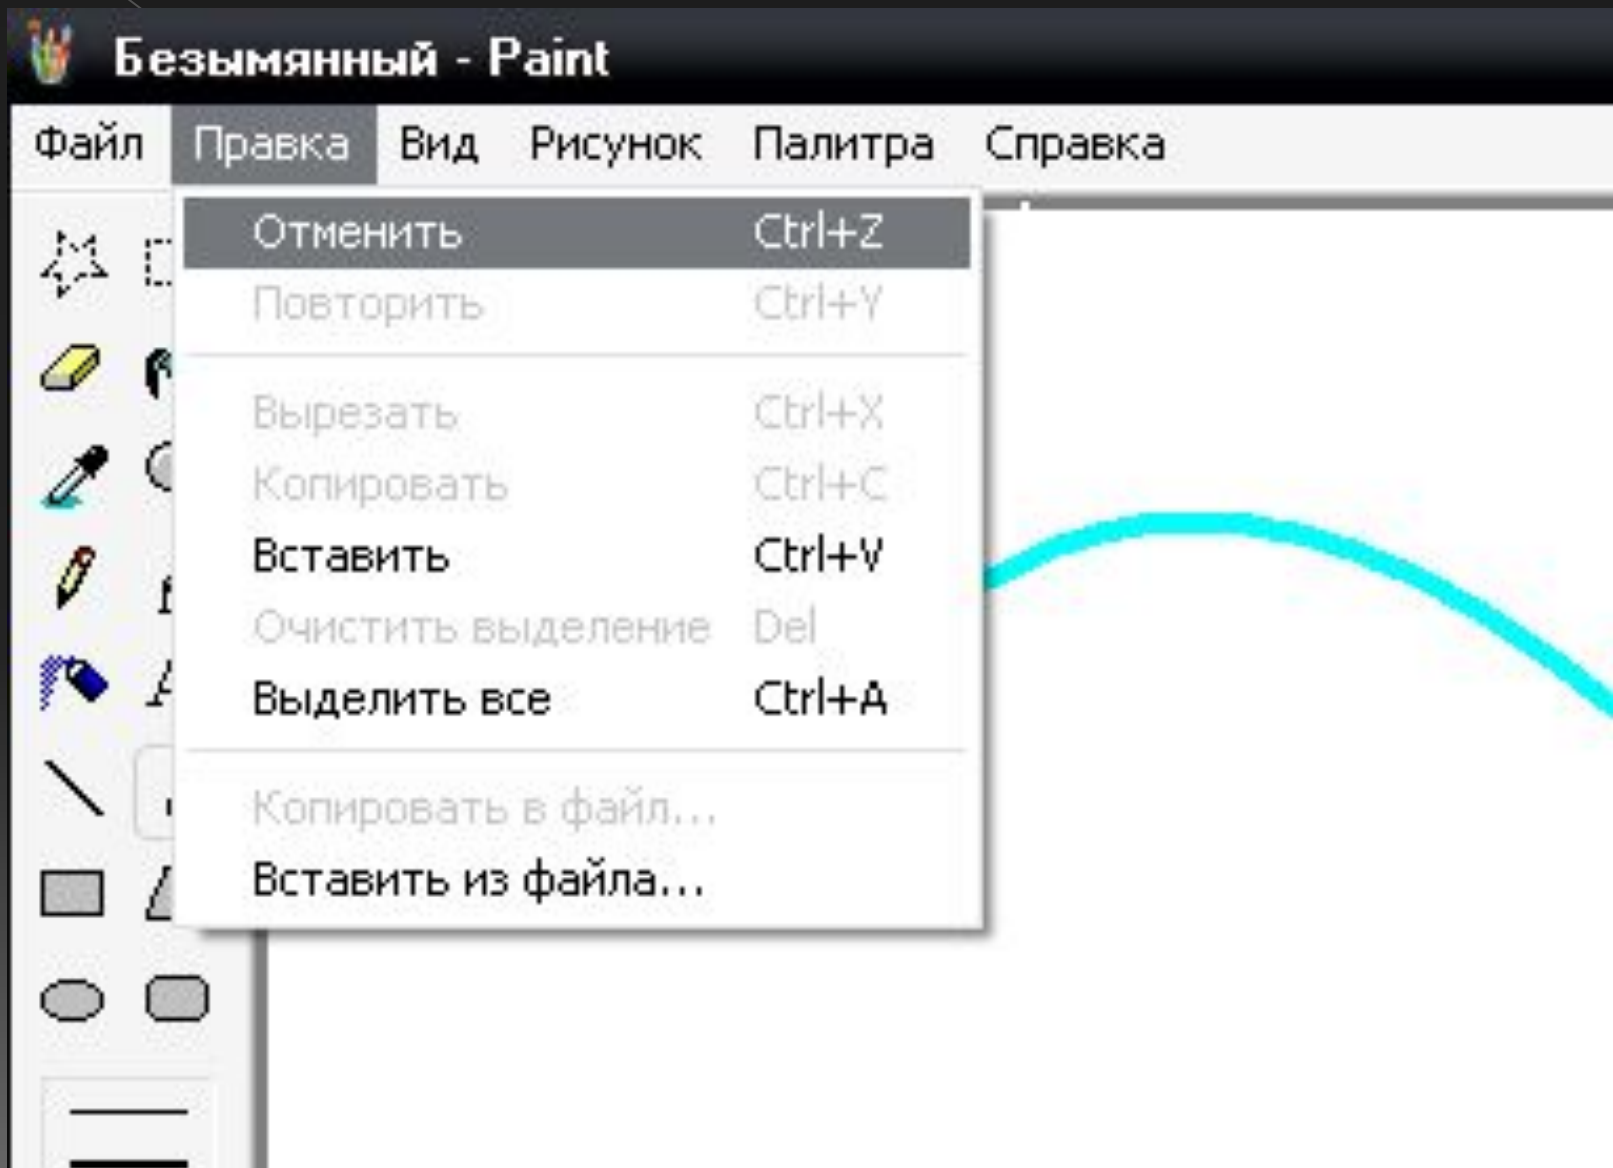 Безымянный - Paint
Файл Правка Вид Рисунок Палитра Справка
Отменить Ctrl+Z
Повторить Ctrl+Y
Вырезать Ctrl+X
Копировать Ctrl+C
Вставить Ctrl+V
Очистить выделение Del
Выделить все Ctrl+A
Копировать в файл...
Вставить из файла...